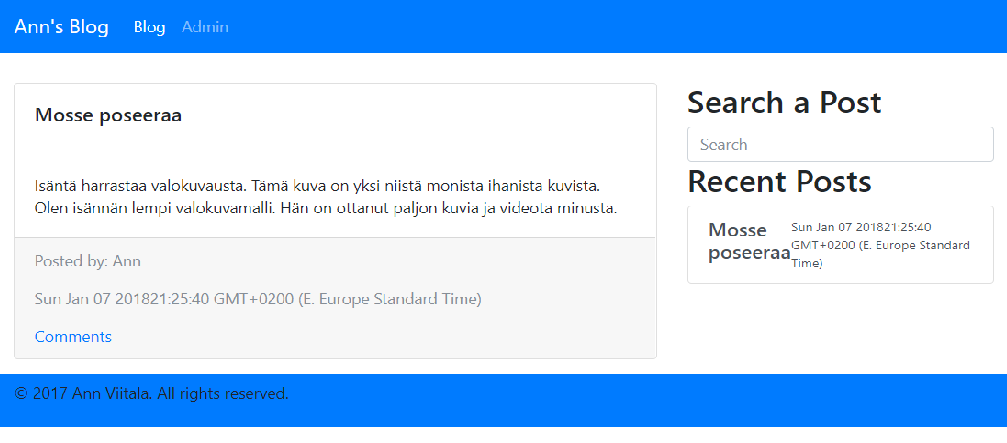 Ann's Blog Blog Admin
Mosse poseeraa
Isäntä harrastaa valokuvausta. Tämä kuva on yksi niistä monista ihanista kuvista.
Olen isännän lempi valokuvamalli. Hän on ottanut paljon kuvia ja videota minusta.
Posted by: Ann
Sun Jan 07 201821:25:40 GMT+0200 (E. Europe Standard Time)
Comments
Search a Post
Search
Recent Posts
Mosse
poseeraa
Sun Jan 07 201821:25:40
GMT+0200 (E. Europe Standard
Time)
© 2017 Ann Viitala. All rights reserved.